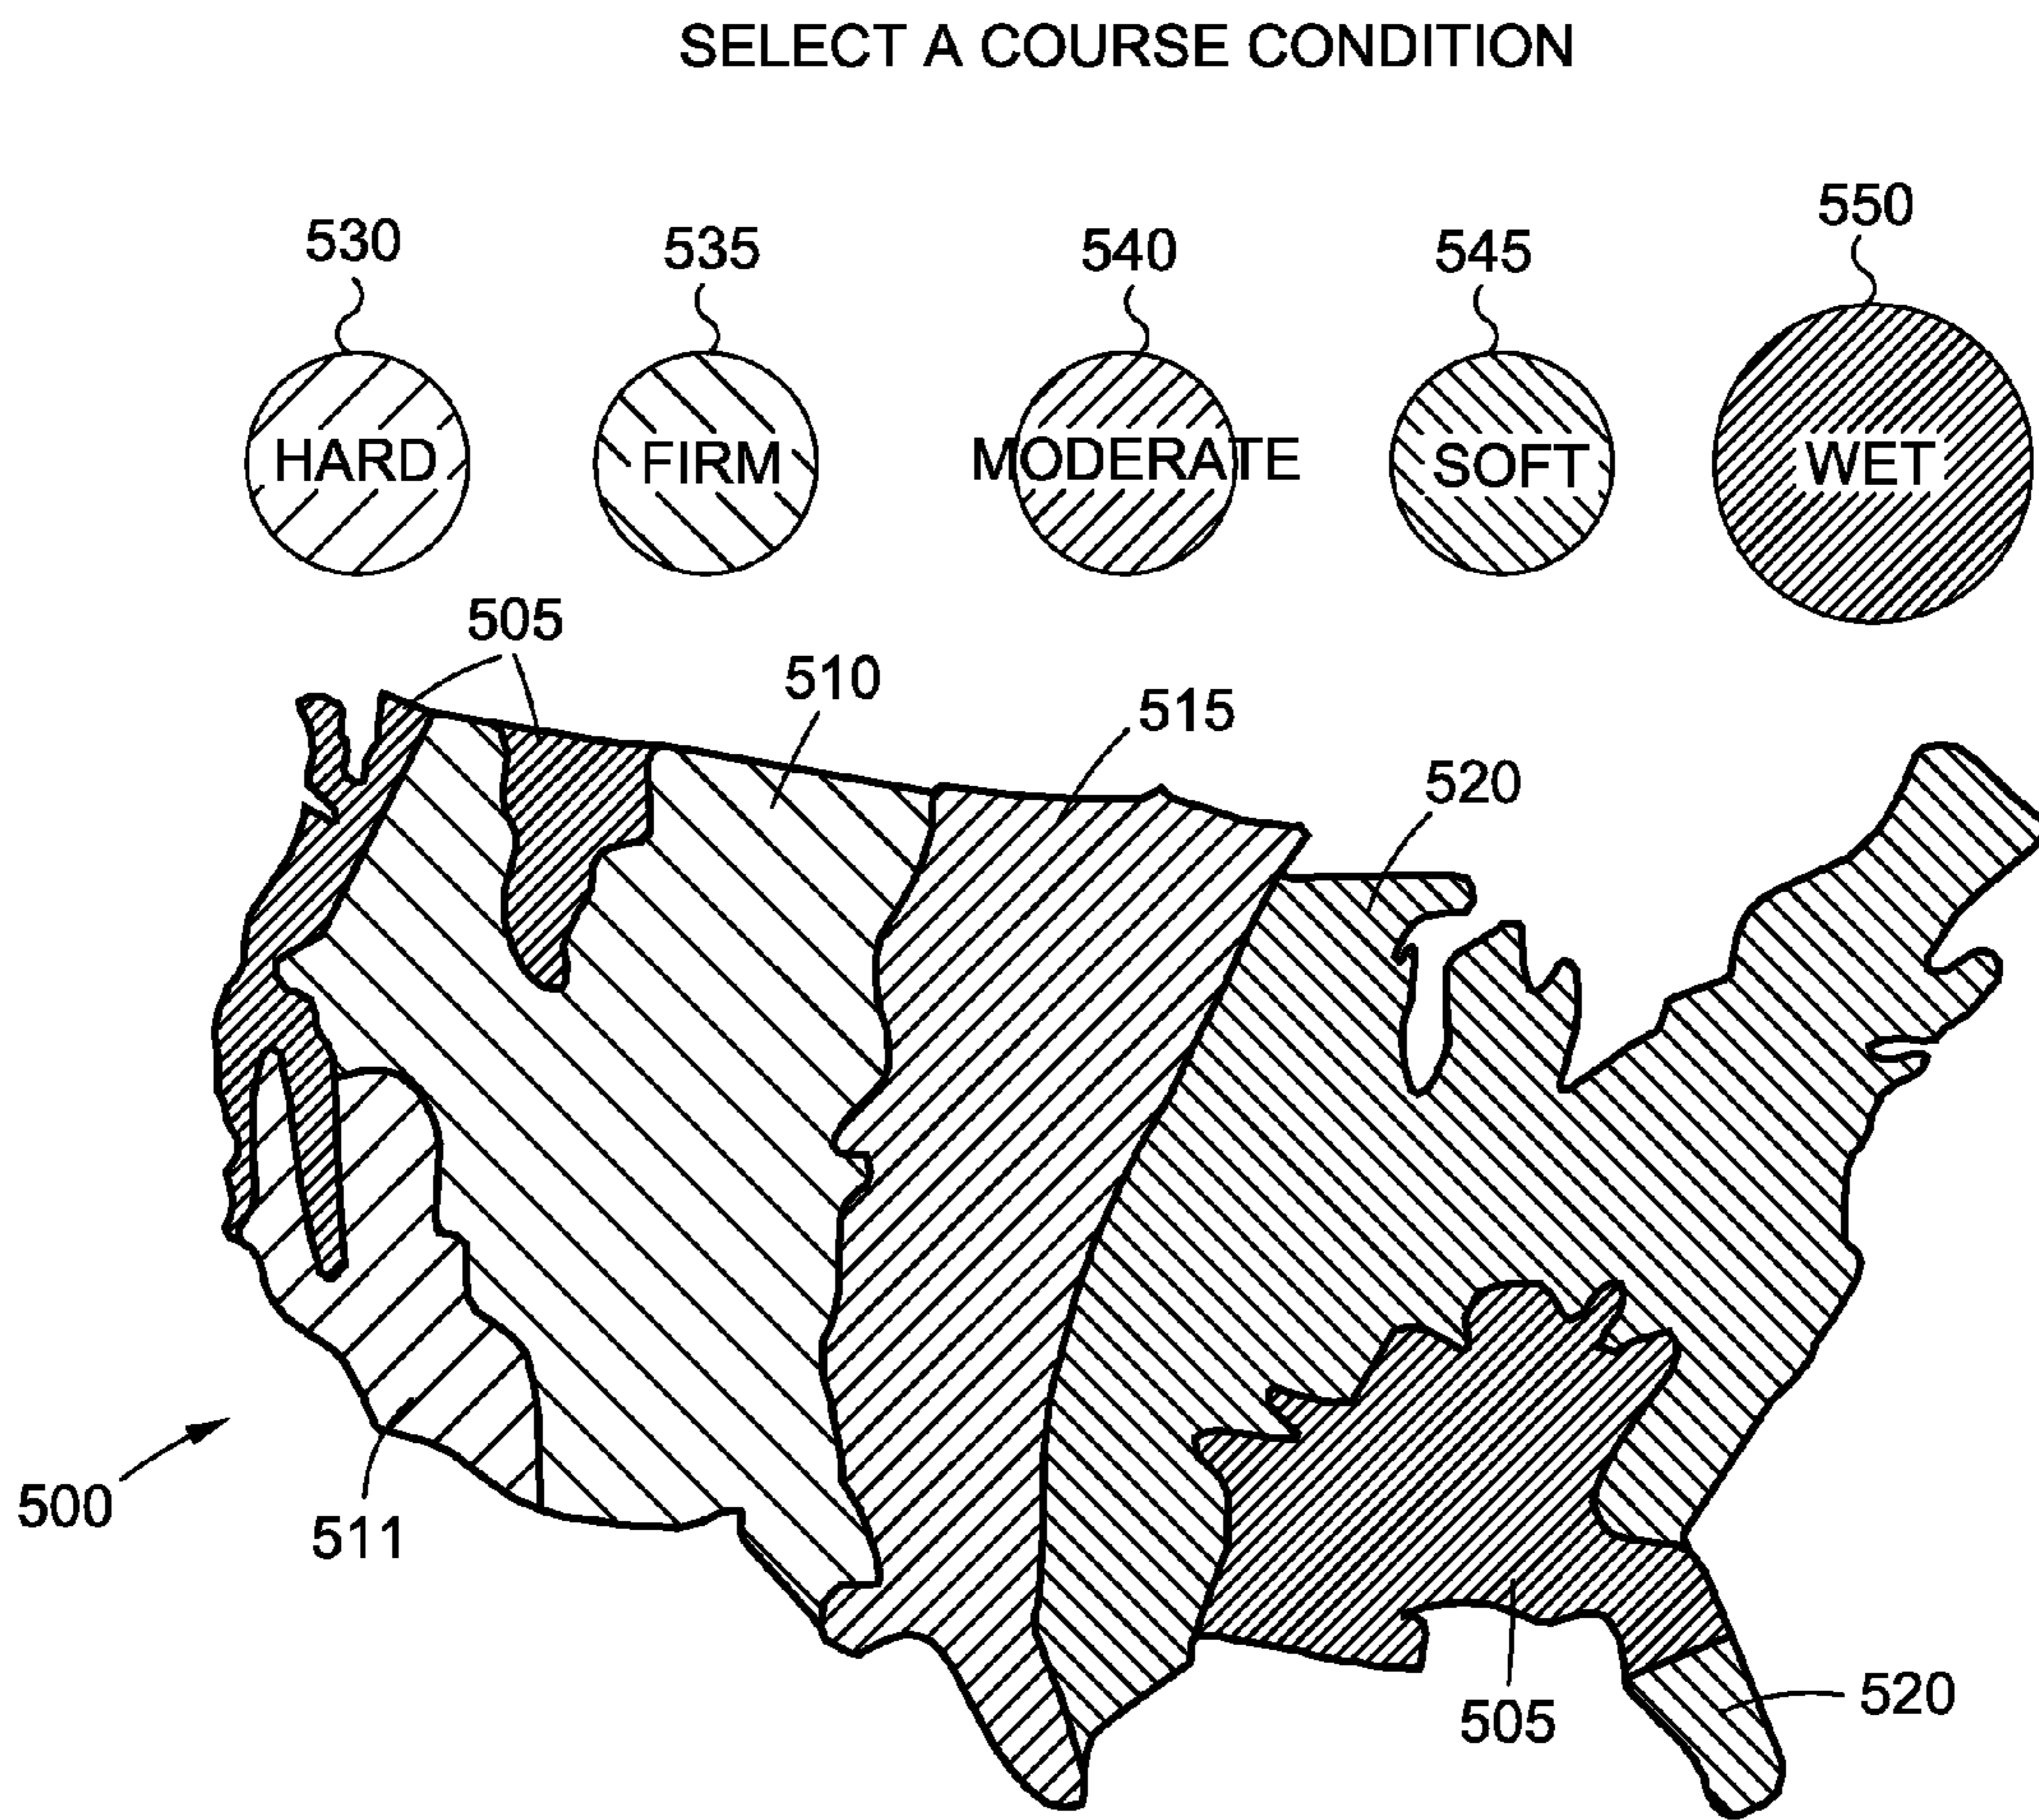 SELECT A COURSE CONDITION
530 535 540 545 550
HARD FIRM MODERATE SOFT WET
505
510
515
520
500
511
505
520